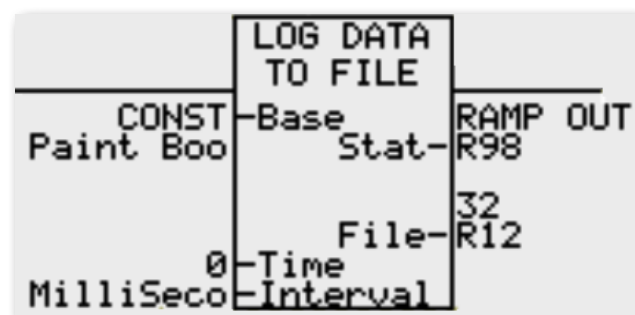 LOG DATA
TO FILE
CONST Base RAMP OUT
Paint Boo Stat R98
32
File R12
0 Time
MilliSeco Interval